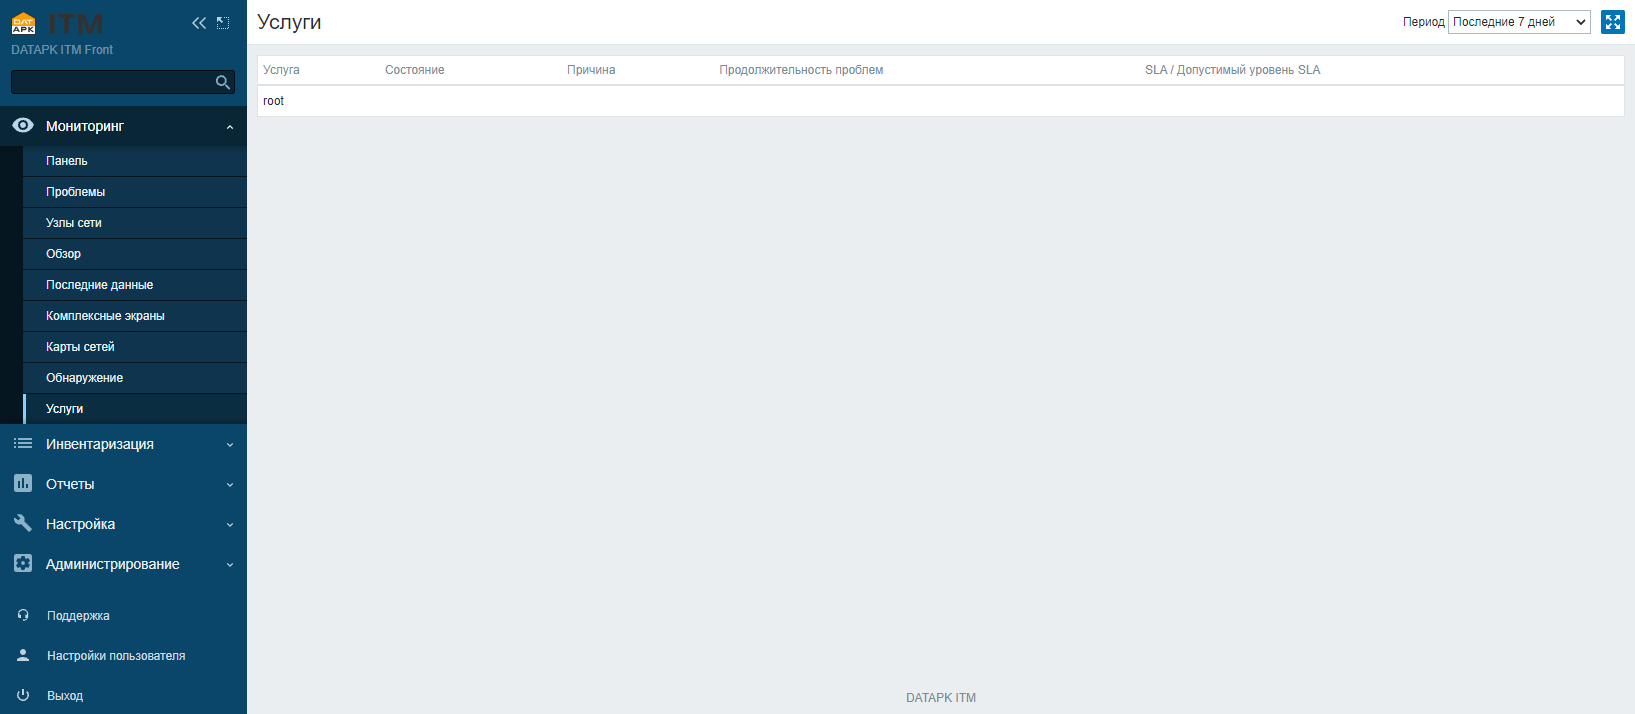 DAT
APK
ITM
DATAPK ITM Front
Мониторинг
Панель
Проблемы
Узлы сети
Обзор
Последние данные
Комплексные экраны
Карты сетей
Обнаружение
Услуги
Инвентаризация
Отчеты
Настройка
Администрирование
Поддержка
Настройки пользователя
Выход
Услуги
Период Последние 7 дней
Услуга Состояние Причина Продолжительность проблем SLA / Допустимый уровень SLA
root
DATAPK ITM